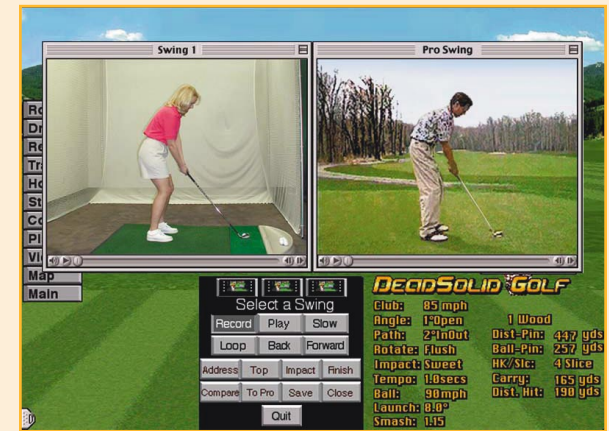 Swing 1
Pro Swing
Map
Main
Select a Swing
Record Play Slow
Loop Back Forward
Address Top Impact Finish
Compare To Pro Save Close
Quit
DEADSOLID GOLF
Club: 85 mph
Angle: 1°Open 1 Wood
Path: 2°InOut Dist-Pin: 447 yds
Rotate: Flush Ball-Pin: 257 yds
Impact: Sweet HK/Slc: 4 Slice
Tempo: 1.0secs Carry: 165 yds
Ball: 90mph Dist. Hit: 190 yds
Launch: 8.0°
Smash: 1.15